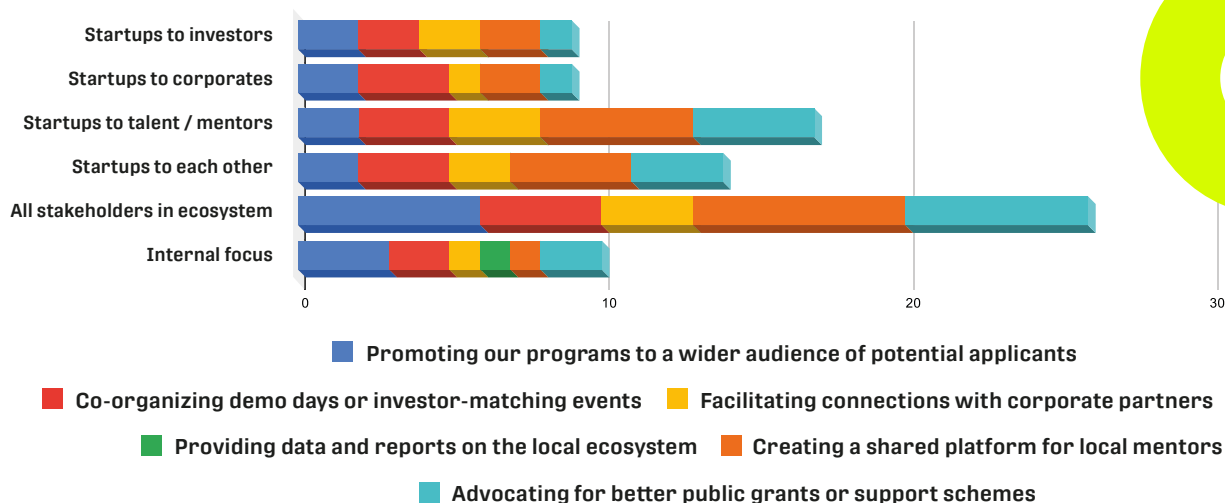 Startups to investors
Startups to corporates
Startups to talent / mentors
Startups to each other
All stakeholders in ecosystem
Internal focus
0 10 20 30
Promoting our programs to a wider audience of potential applicants
Co-organizing demo days or investor-matching events Facilitating connections with corporate partners
Providing data and reports on the local ecosystem Creating a shared platform for local mentors
Advocating for better public grants or support schemes